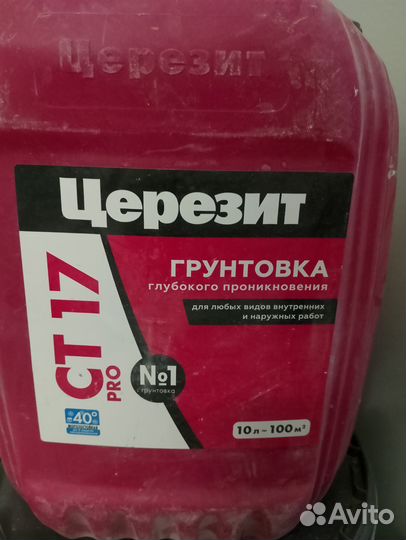 Церезит
Церезит
ГРУНТОВКА
глубокого проникновения
для любых видов внутренних
и наружных работ
СТ 17
PRO
№1
грунтовка
-40°
10 л – 100 м²
Avito